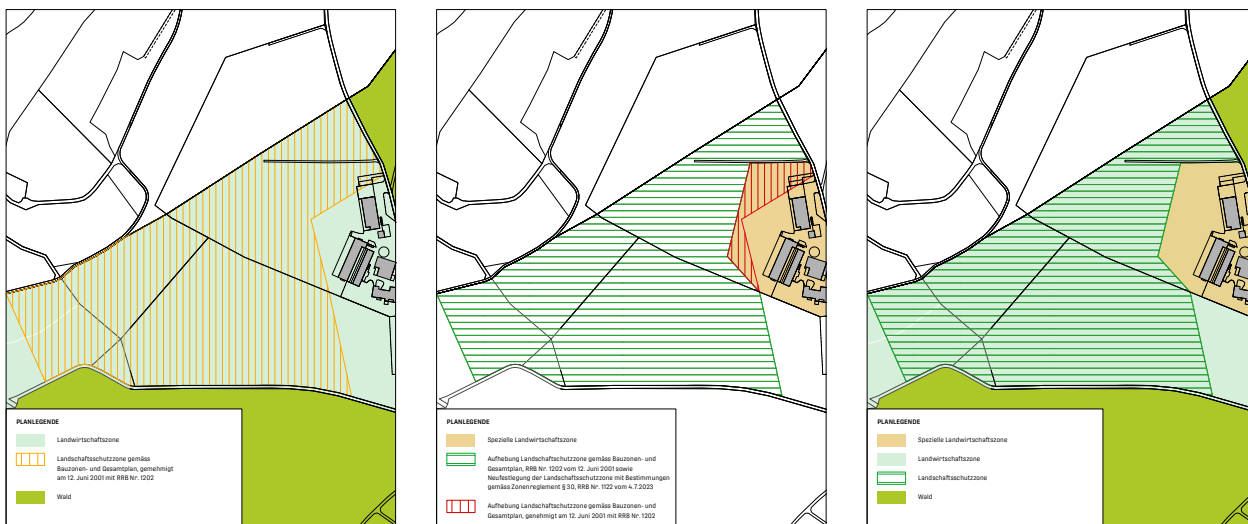 PLANLEGENDE
Landwirtschaftszone
Landschaftsschutzzone gemäss
Bauzonen- und Gesamtplan, genehmigt
am 12. Juni 2001 mit RRB Nr. 1202
Wald
PLANLEGENDE
Spezielle Landwirtschaftszone
Aufhebung Landschaftsschutzzone gemäss Bauzonen- und
Gesamtplan, RRB Nr. 1202 vom 12. Juni 2001 sowie
Neufestlegung der Landschaftsschutzzone mit Bestimmungen
gemäss Zonenreglement § 30, RRB Nr. 1122 vom 4.7.2023
Aufhebung Landschaftsschutzzone gemäss Bauzonen- und
Gesamtplan, genehmigt am 12. Juni 2001 mit RRB Nr. 1202
PLANLEGENDE
Spezielle Landwirtschaftszone
Landwirtschaftszone
Landschaftsschutzzone
Wald